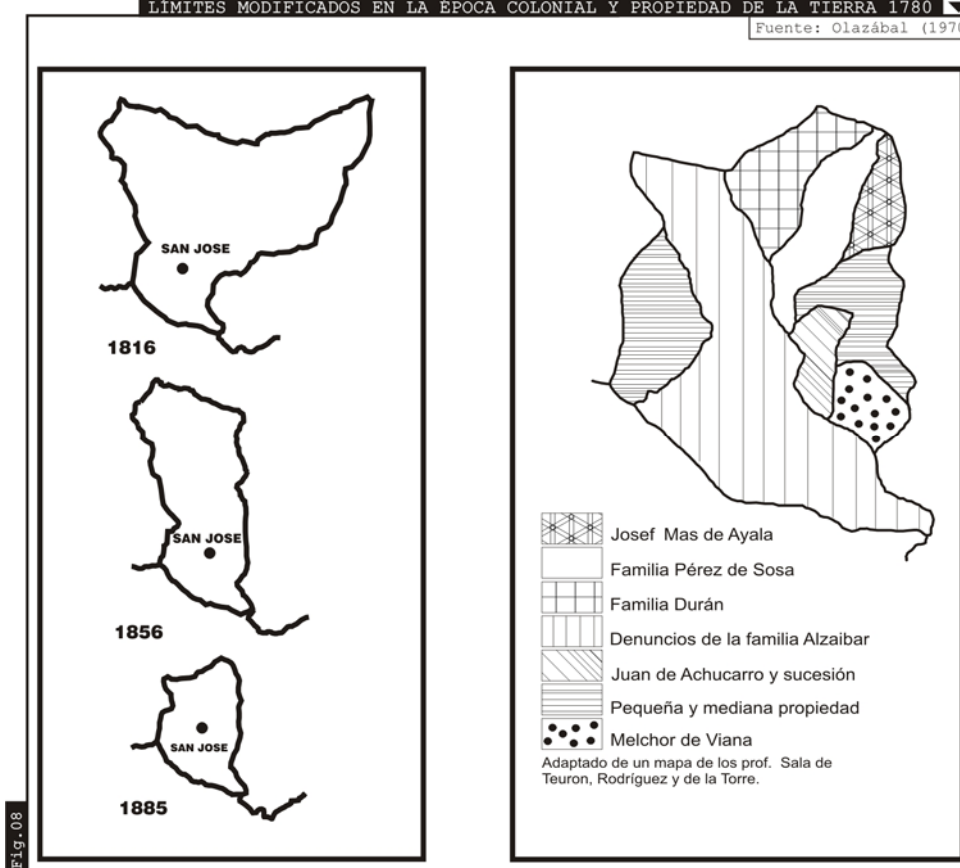 LÍMITES MODIFICADOS EN LA ÉPOCA COLONIAL Y PROPIEDAD DE LA TIERRA 1780
Fuente: Olazábal (1970
SAN JOSE
1816
SAN JOSE
1856
SAN JOSE
1885
Josef Mas de Ayala
Familia Pérez de Sosa
Familia Durán
Denuncios de la familia Alzaibar
Juan de Achucarro y sucesión
Pequeña y mediana propiedad
Melchor de Viana
Adaptado de un mapa de los prof. Sala de
Teuron, Rodríguez y de la Torre.
Fig.08